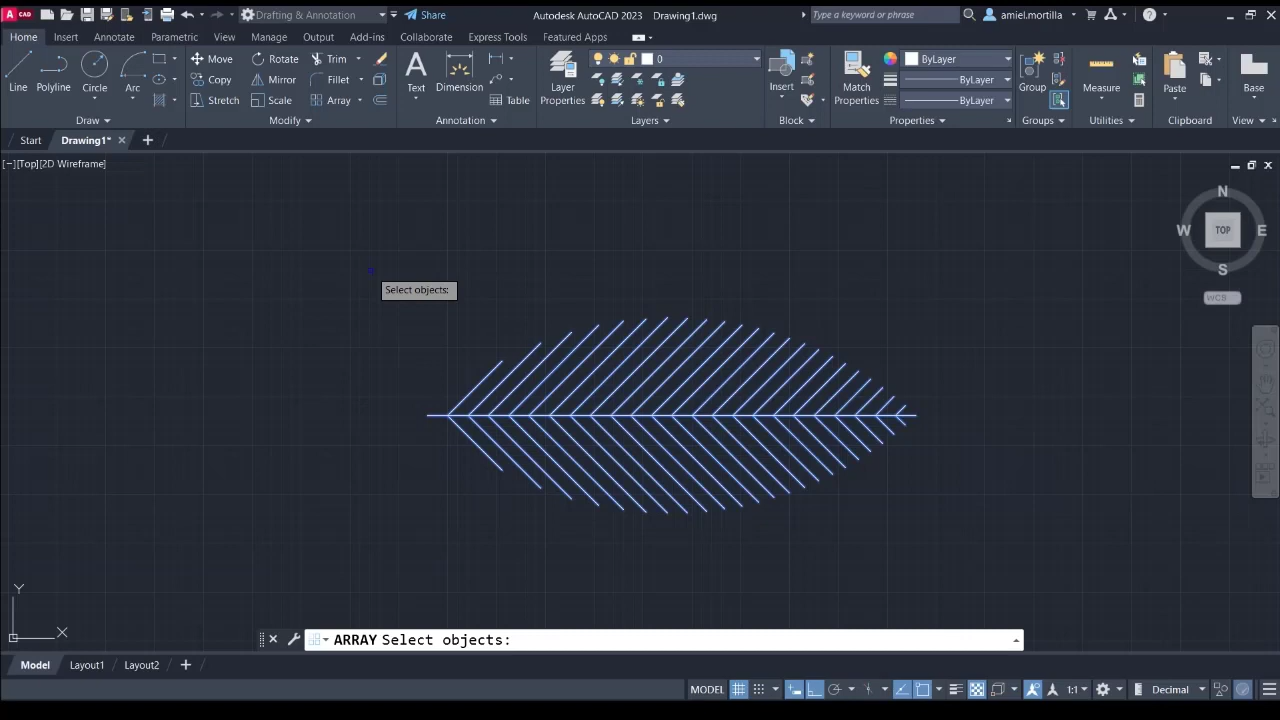 CAD
Drafting & Annotation
Share
Autodesk AutoCAD 2023 Drawing1.dwg
Type a keyword or phrase
amiel.mortilla
Home Insert Annotate Parametric View Manage Output Add-ins Collaborate Express Tools Featured Apps
Line Polyline Circle Arc
Draw
Move Rotate Trim
Copy Mirror Fillet
Stretch Scale Array
Modify
Text Dimension Table
Annotation
Layer Properties
0
Layers
Insert
Block
Match Properties
ByLayer
ByLayer
ByLayer
Properties
Group
Groups
Measure
Utilities
Paste
Clipboard
Base
View
Start Drawing1*
[−][Top][2D Wireframe]
N
W TOP E
S
WCS
Select objects:
Y
X
ARRAY Select objects:
Model Layout1 Layout2
MODEL 1:1 Decimal